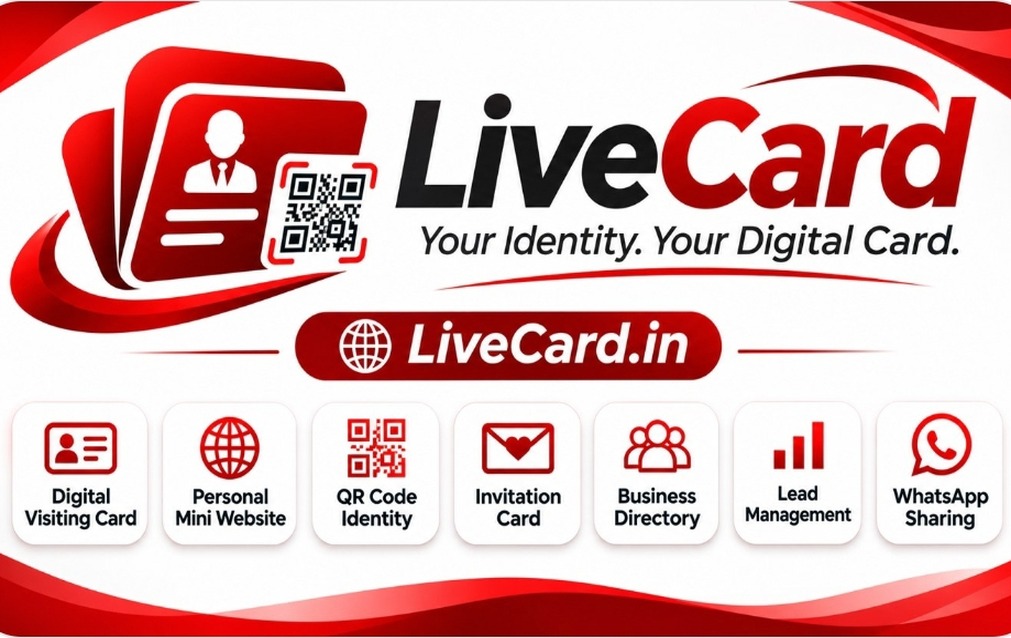 LiveCard
Your Identity. Your Digital Card.
LiveCard.in
Digital
Visiting Card
Personal
Mini Website
QR Code
Identity
Invitation
Card
Business
Directory
Lead
Management
WhatsApp
Sharing